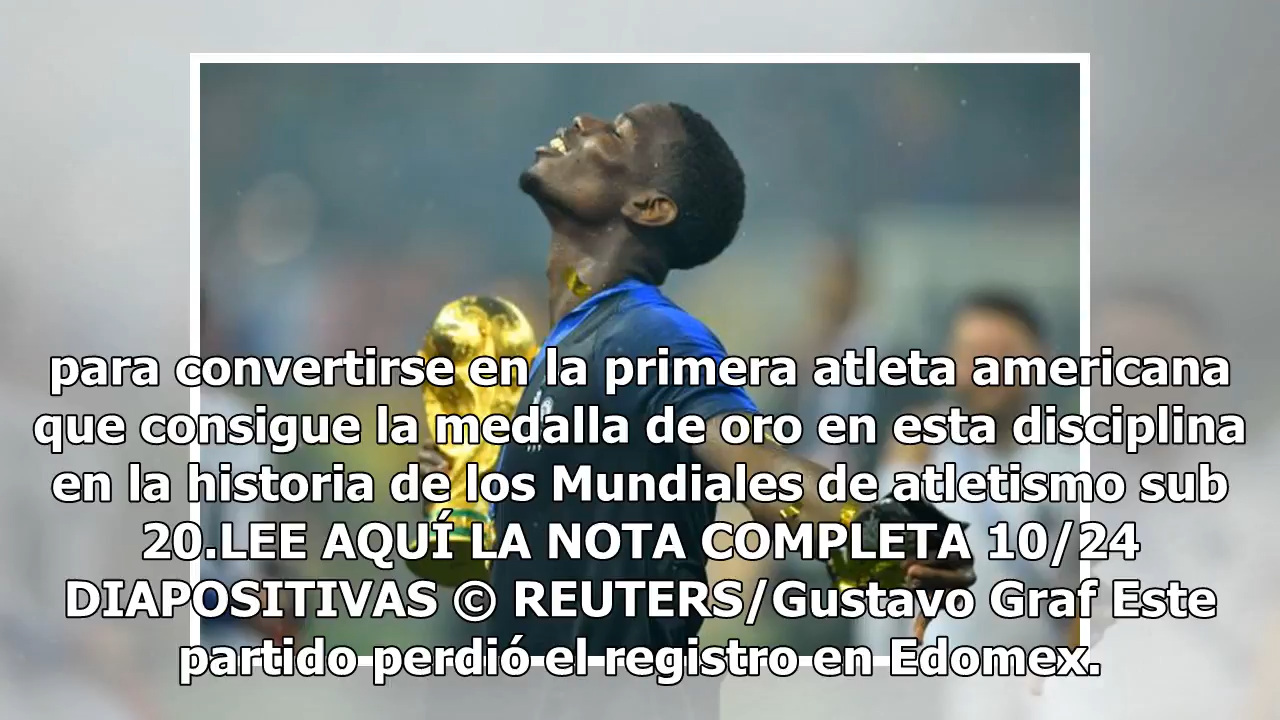 para convertirse en la primera atleta americana
que consigue la medalla de oro en esta disciplina
en la historia de los Mundiales de atletismo sub
20.LEE AQUÍ LA NOTA COMPLETA 10/24
DIAPOSITIVAS © REUTERS/Gustavo Graf Este
partido perdió el registro en Edomex.